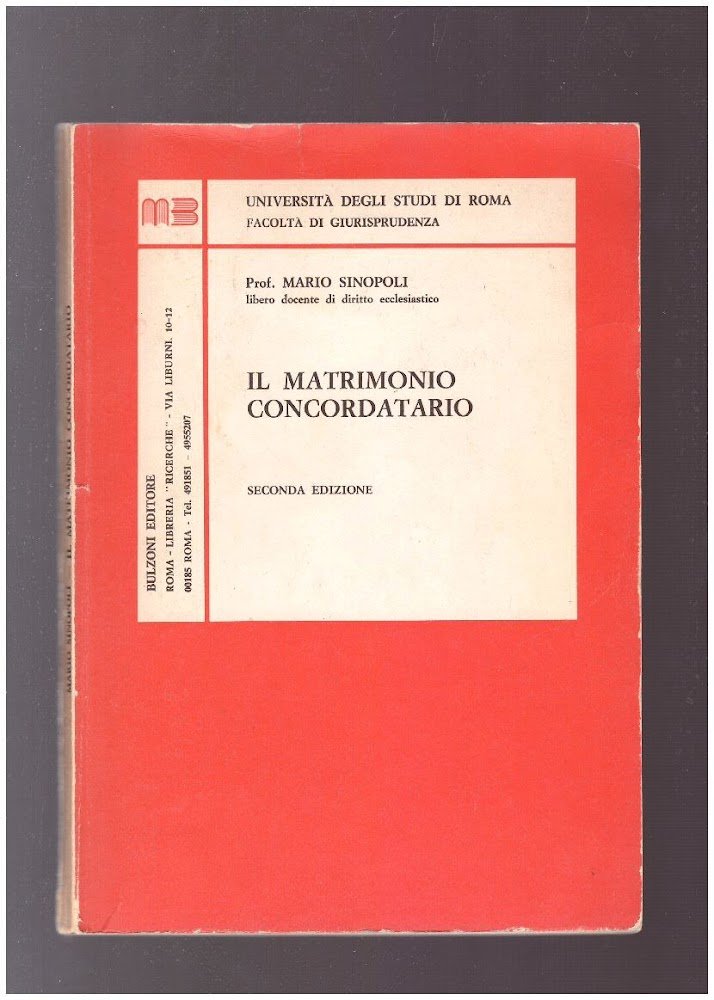 UNIVERSITÀ DEGLI STUDI DI ROMA
FACOLTÀ DI GIURISPRUDENZA
Prof. MARIO SINOPOLI
libero docente di diritto ecclesiastico
IL MATRIMONIO
CONCORDATARIO
SECONDA EDIZIONE
BULZONI EDITORE
ROMA - LIBRERIA "RICERCHE" - VIA LIBURNI. 10-12
00185 ROMA - Tel. 491851 - 4955207
MARIO SINOPOLI IL MATRIMONIO CONCORDATARIO